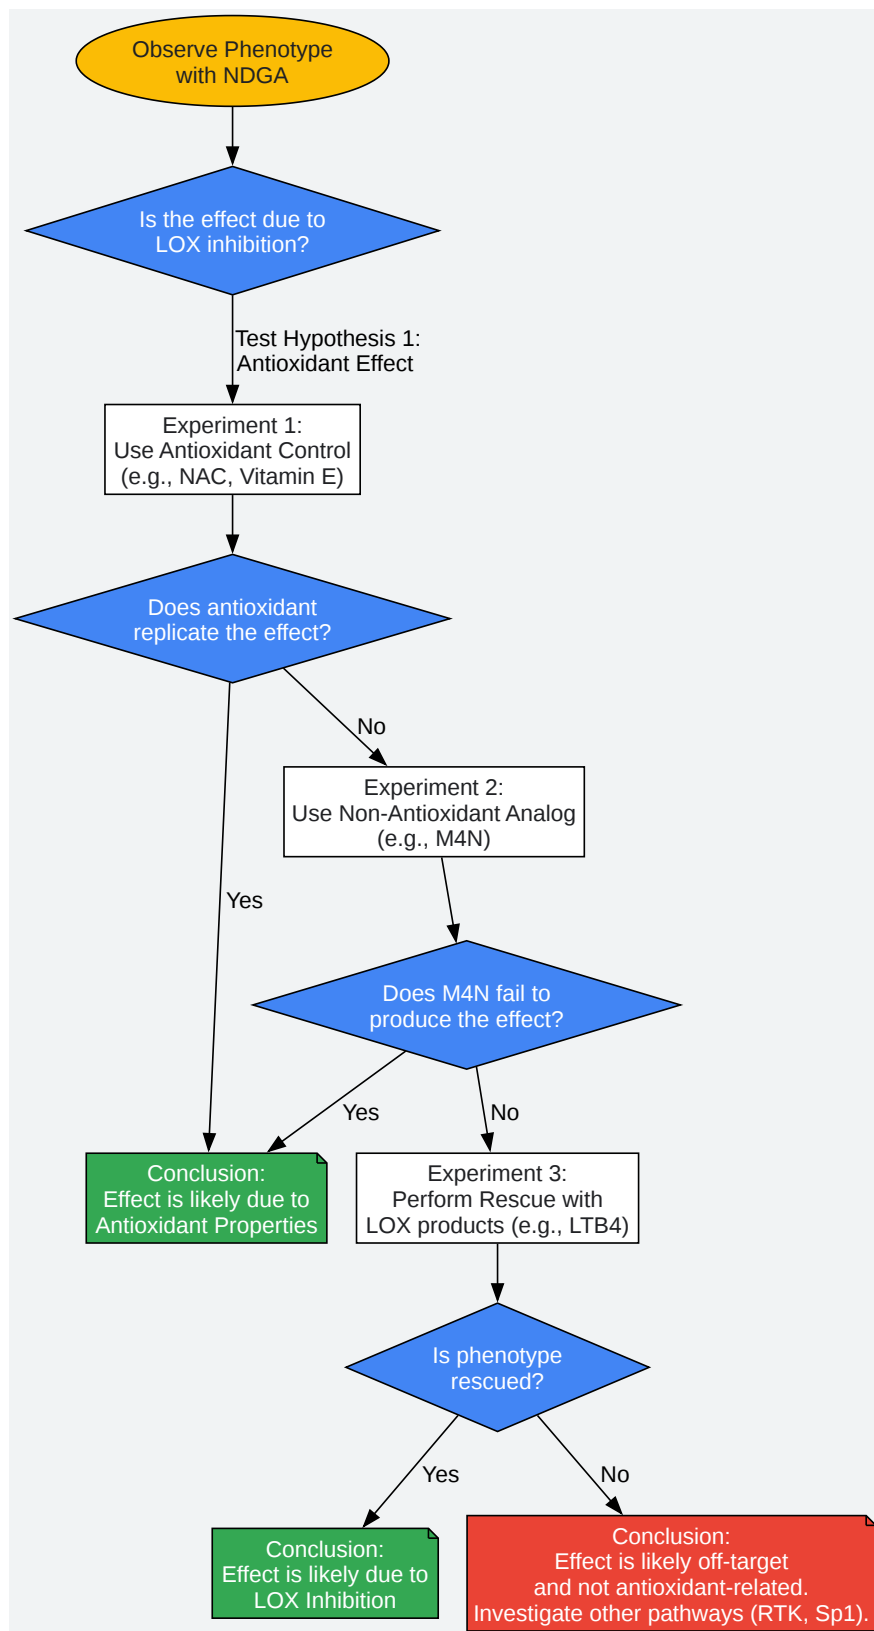 Observe Phenotype
with NDGA
Is the effect due to
LOX inhibition?
Test Hypothesis 1:
Antioxidant Effect
Experiment 1:
Use Antioxidant Control
(e.g., NAC, Vitamin E)
Does antioxidant
replicate the effect?
No
Experiment 2:
Use Non-Antioxidant Analog
(e.g., M4N)
Yes
Does M4N fail to
produce the effect?
Yes
No
Conclusion:
Effect is likely due to
Antioxidant Properties
Experiment 3:
Perform Rescue with
LOX products (e.g., LTB4)
Is phenotype
rescued?
Yes
No
Conclusion:
Effect is likely due to
LOX Inhibition
Conclusion:
Effect is likely off-target
and not antioxidant-related.
Investigate other pathways (RTK, Sp1).